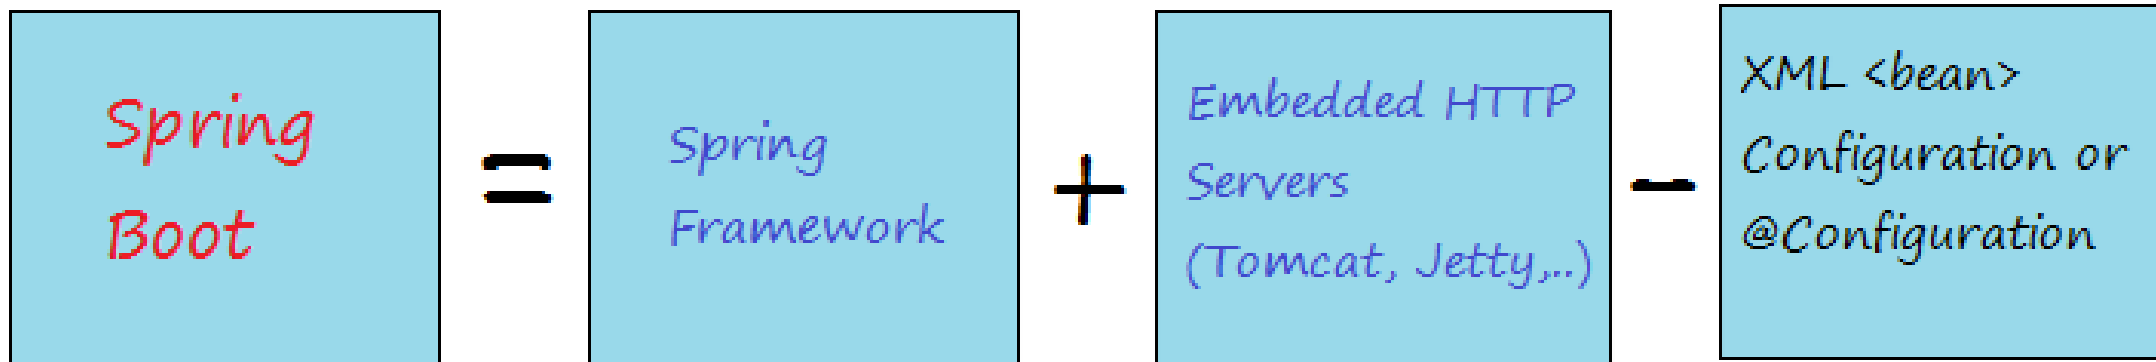 Spring
Boot
=
Spring
Framework
+
Embedded HTTP
Servers
(Tomcat, Jetty,..)
−
XML <bean>
Configuration or
@Configuration